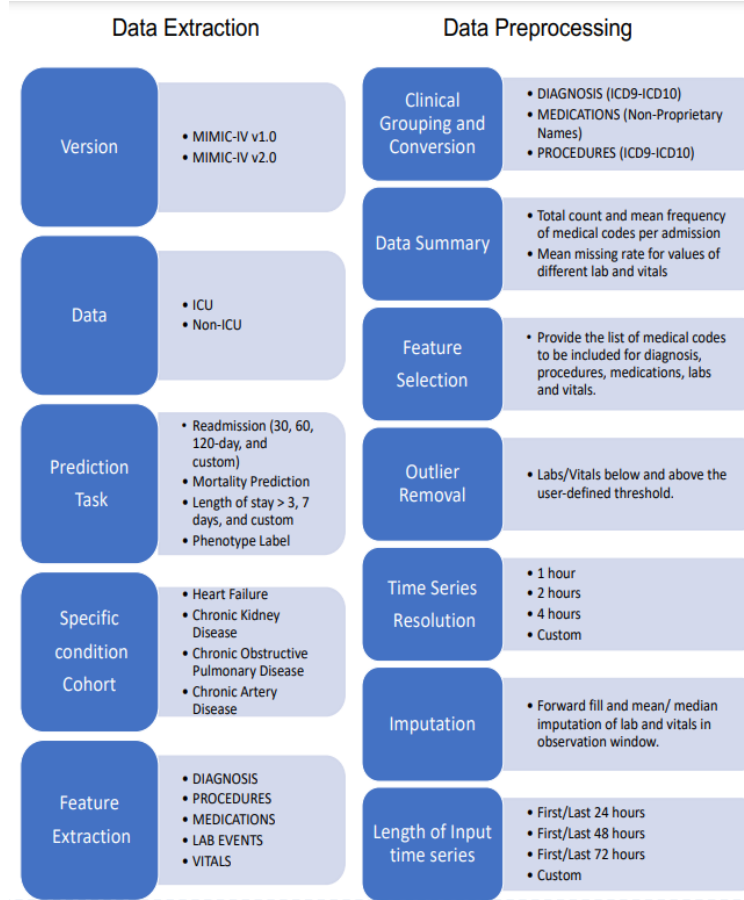 Data Extraction
Version
• MIMIC-IV v1.0
• MIMIC-IV v2.0
Data
• ICU
• Non-ICU
Prediction
Task
• Readmission (30, 60,
120-day, and
custom)
• Mortality Prediction
• Length of stay > 3, 7
days, and custom
• Phenotype Label
Specific
condition
Cohort
• Heart Failure
• Chronic Kidney
Disease
• Chronic Obstructive
Pulmonary Disease
• Chronic Artery
Disease
Feature
Extraction
• DIAGNOSIS
• PROCEDURES
• MEDICATIONS
• LAB EVENTS
• VITALS
Data Preprocessing
Clinical
Grouping and
Conversion
• DIAGNOSIS (ICD9-ICD10)
• MEDICATIONS (Non-Proprietary
Names)
• PROCEDURES (ICD9-ICD10)
Data Summary
• Total count and mean frequency
of medical codes per admission
• Mean missing rate for values of
different lab and vitals
Feature
Selection
• Provide the list of medical codes
to be included for diagnosis,
procedures, medications, labs
and vitals.
Outlier
Removal
• Labs/Vitals below and above the
user-defined threshold.
Time Series
Resolution
• 1 hour
• 2 hours
• 4 hours
• Custom
Imputation
• Forward fill and mean/ median
imputation of lab and vitals in
observation window.
Length of Input
time series
• First/Last 24 hours
• First/Last 48 hours
• First/Last 72 hours
• Custom